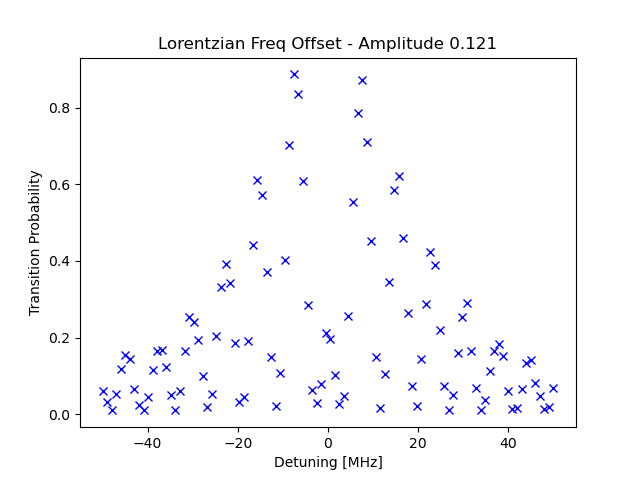 Lorentzian Freq Offset - Amplitude 0.121
Transition Probability
0.8
0.6
0.4
0.2
0.0
−40 −20 0 20 40
Detuning [MHz]